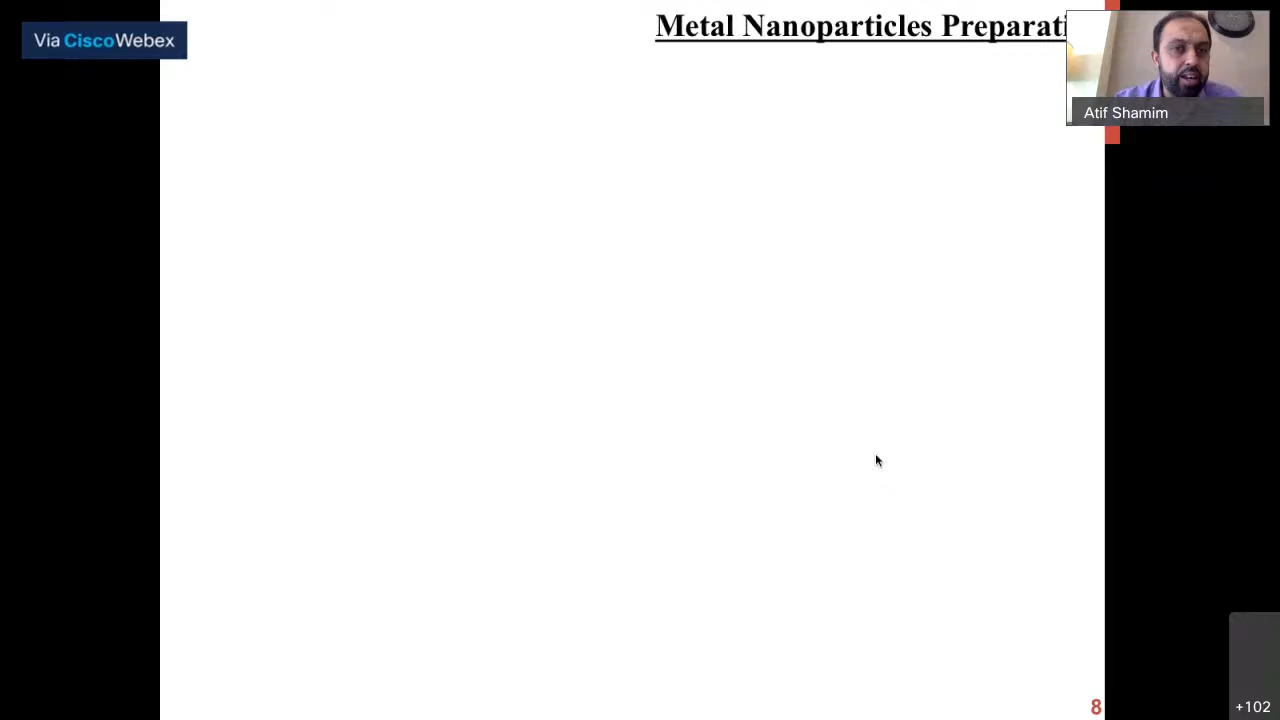 Via CiscoWebex
Metal Nanoparticles Preparati
Atif Shamim
8
+102